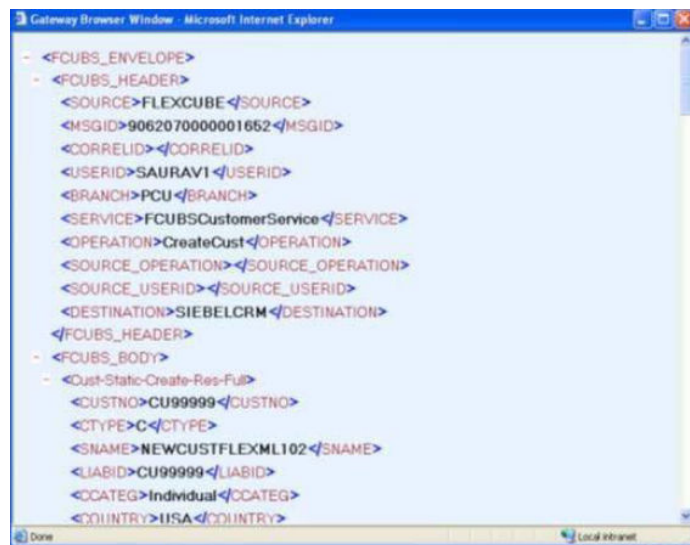 Gateway Browser Window - Microsoft Internet Explorer
- <FCUBS_ENVELOPE>
- <FCUBS_HEADER>
<SOURCE>FLEXCUBE</SOURCE>
<MSGID>9062070000001652</MSGID>
<CORRELID></CORRELID>
<USERID>SAURAV1</USERID>
<BRANCH>PCU</BRANCH>
<SERVICE>FCUBSCustomerService</SERVICE>
<OPERATION>CreateCust</OPERATION>
<SOURCE_OPERATION></SOURCE_OPERATION>
<SOURCE_USERID></SOURCE_USERID>
<DESTINATION>SIEBELCRM</DESTINATION>
</FCUBS_HEADER>
- <FCUBS_BODY>
- <Cust-Static-Create-Res-Full>
<CUSTNO>CU99999</CUSTNO>
<CTYPE>C</CTYPE>
<SNAME>NEWCUSTFLEXML102</SNAME>
<LIABID>CU99999</LIABID>
<CCATEG>Individual</CCATEG>
<COUNTRY>USA</COUNTRY>
Done Local intranet